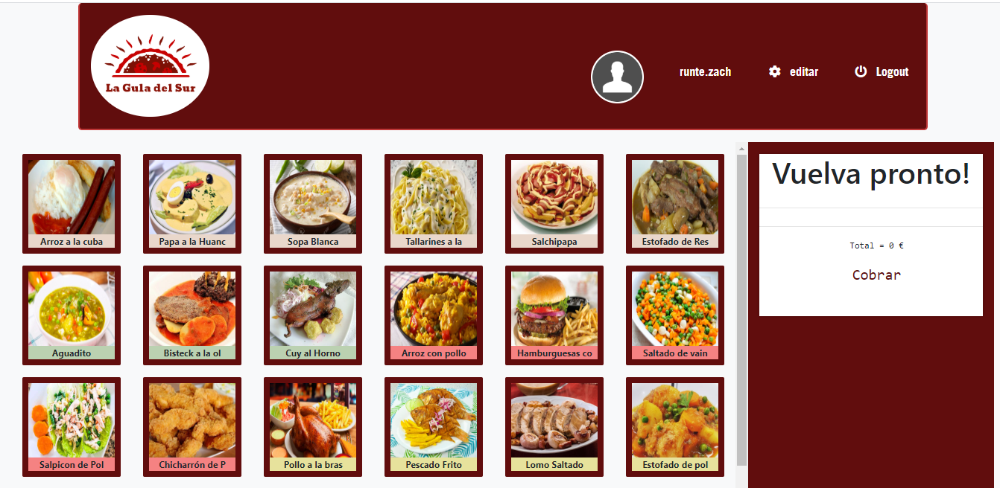 La Gula del Sur
runte.zach
editar
Logout
Arroz a la cuba
Papa a la Huanc
Sopa Blanca
Tallarines a la
Salchipapa
Estofado de Res
Aguadito
Bisteck a la ol
Cuy al Horno
Arroz con pollo
Hamburguesas co
Saltado de vain
Salpicon de Pol
Chicharrón de P
Pollo a la bras
Pescado Frito
Lomo Saltado
Estofado de pol
Vuelva pronto!
Total = 0 €
Cobrar